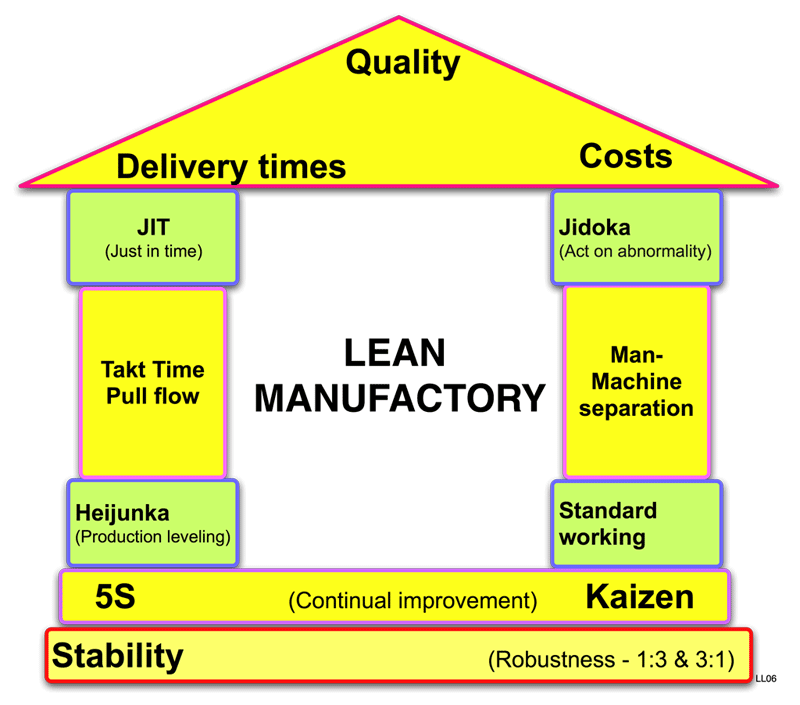 Quality
Delivery times
Costs
JIT
(Just in time)
Jidoka
(Act on abnormality)
Takt Time
Pull flow
LEAN
MANUFACTORY
Man-
Machine
separation
Heijunka
(Production leveling)
Standard
working
5S (Continual improvement) Kaizen
Stability (Robustness - 1:3 & 3:1)
LL06